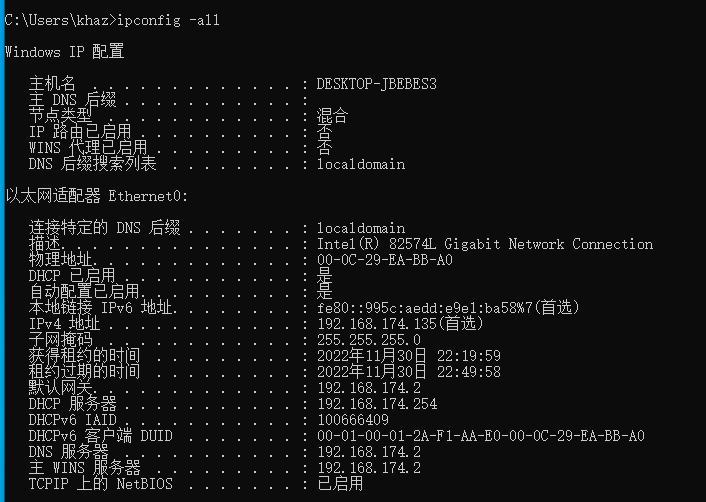 C:\Users\khaz>ipconfig -all
Windows IP 配置
主机名 . . . . . . . . . . . . . : DESKTOP-JBEBES3
主 DNS 后缀 . . . . . . . . . . . :
节点类型 . . . . . . . . . . . . : 混合
IP 路由已启用 . . . . . . . . . . : 否
WINS 代理已启用 . . . . . . . . . : 否
DNS 后缀搜索列表 . . . . . . . . : localdomain
以太网适配器 Ethernet0:
连接特定的 DNS 后缀 . . . . . . . : localdomain
描述. . . . . . . . . . . . . . . : Intel(R) 82574L Gigabit Network Connection
物理地址. . . . . . . . . . . . . : 00-0C-29-EA-BB-A0
DHCP 已启用 . . . . . . . . . . . : 是
自动配置已启用. . . . . . . . . . : 是
本地链接 IPv6 地址. . . . . . . . : fe80::995c:aedd:e9e1:ba58%7(首选)
IPv4 地址 . . . . . . . . . . . . : 192.168.174.135(首选)
子网掩码 . . . . . . . . . . . . : 255.255.255.0
获得租约的时间 . . . . . . . . . : 2022年11月30日 22:19:59
租约过期的时间 . . . . . . . . . : 2022年11月30日 22:49:58
默认网关. . . . . . . . . . . . . : 192.168.174.2
DHCP 服务器 . . . . . . . . . . . : 192.168.174.254
DHCPv6 IAID . . . . . . . . . . . : 100666409
DHCPv6 客户端 DUID . . . . . . . : 00-01-00-01-2A-F1-AA-E0-00-0C-29-EA-BB-A0
DNS 服务器 . . . . . . . . . . . : 192.168.174.2
主 WINS 服务器 . . . . . . . . . : 192.168.174.2
TCPIP 上的 NetBIOS . . . . . . . : 已启用